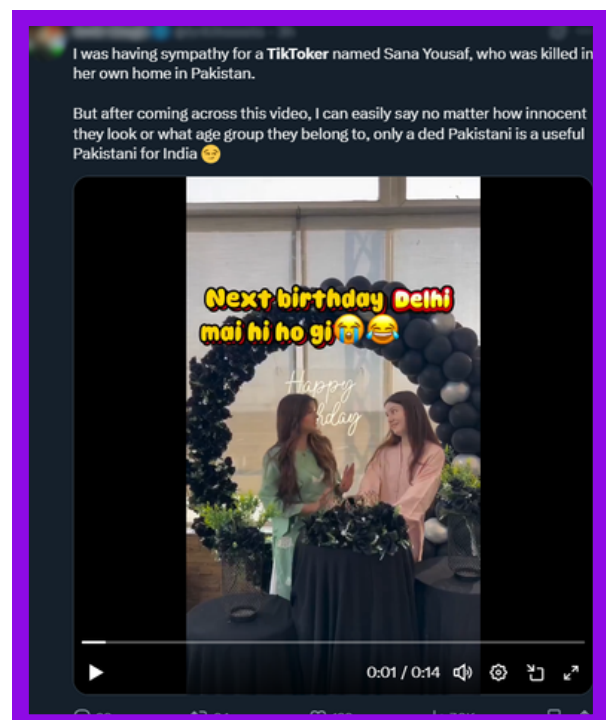 I was having sympathy for a TikToker named Sana Yousaf, who was killed in
her own home in Pakistan.
But after coming across this video, I can easily say no matter how innocent
they look or what age group they belong to, only a ded Pakistani is a useful
Pakistani for India 😏
Next birthday Delhi
mai hi ho gi😭😂
Happy
0:01 / 0:14